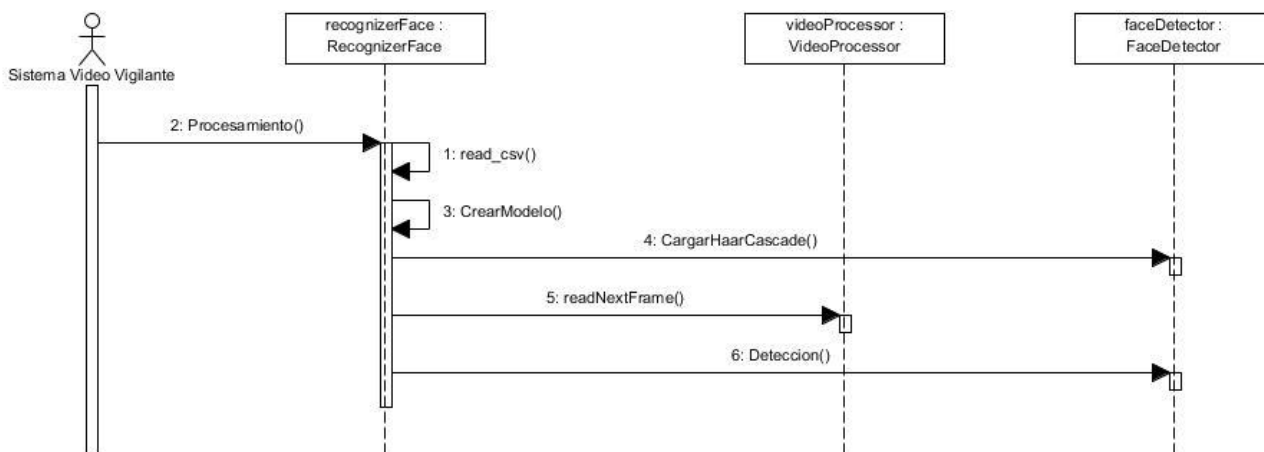 recognizerFace :
RecognizerFace
videoProcessor :
VideoProcessor
faceDetector :
FaceDetector
Sistema Video Vigilante
2: Procesamiento()
1: read_csv()
3: CrearModelo()
4: CargarHaarCascade()
5: readNextFrame()
6: Deteccion()